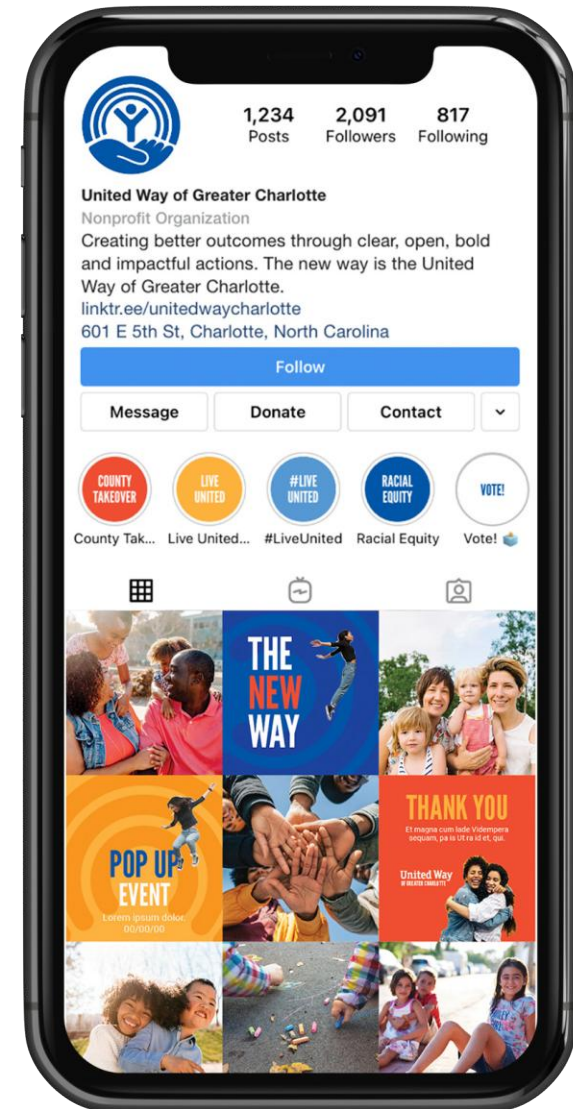 1,234 2,091 817
Posts Followers Following
United Way of Greater Charlotte
Nonprofit Organization
Creating better outcomes through clear, open, bold
and impactful actions. The new way is the United
Way of Greater Charlotte.
linktr.ee/unitedwaycharlotte
601 E 5th St, Charlotte, North Carolina
Follow
Message Donate Contact
COUNTY
TAKEOVER
LIVE
UNITED
#LIVE
UNITED
RACIAL
EQUITY
VOTE!
County Tak... Live United... #LiveUnited Racial Equity Vote! 🗳️
THE
NEW
WAY
POP UP
EVENT
Lorem ipsum dolor.
00/00/00
THANK YOU
Et magna cum lade Vidempera
sequam, pa is Ut ra id et, qui.
United Way
OF GREATER CHARLOTTE